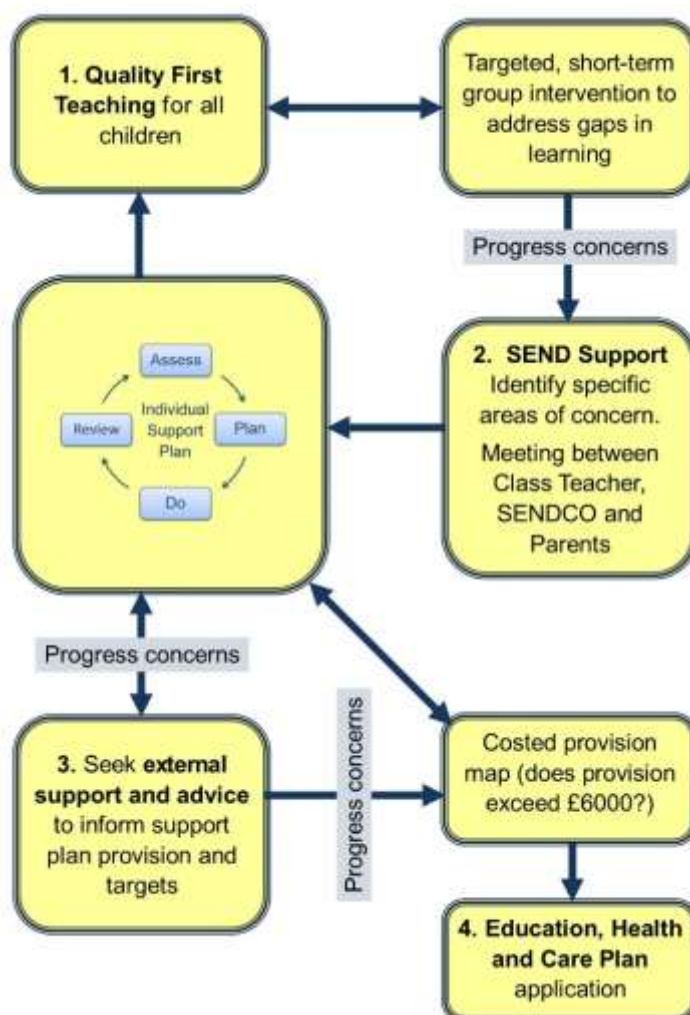 1. Quality First
Teaching for all
children
Targeted, short-term
group intervention to
address gaps in
learning
Progress concerns
2. SEND Support
Identify specific
areas of concern.
Meeting between
Class Teacher,
SENDCO and
Parents
Assess
Review
Individual
Support
Plan
Plan
Do
Progress concerns
3. Seek external
support and advice
to inform support
plan provision and
targets
Progress concerns
Costed provision
map (does provision
exceed £6000?)
4. Education, Health
and Care Plan
application